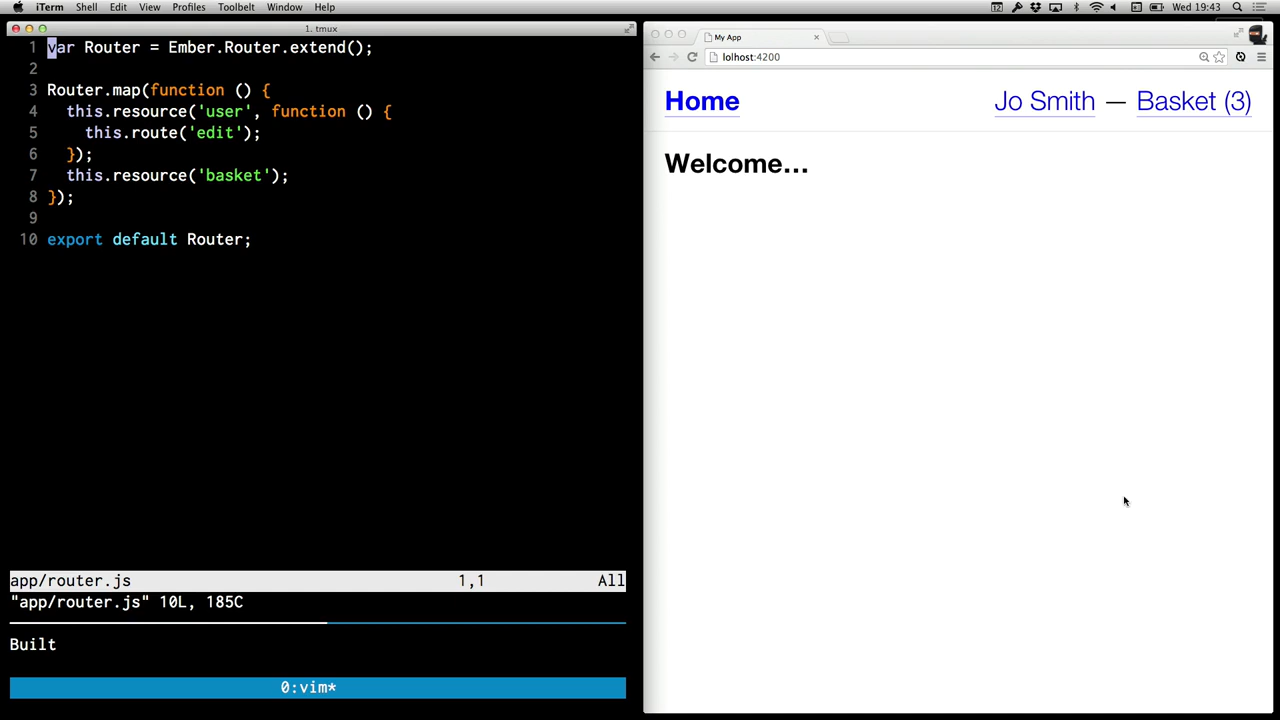 iTerm Shell Edit View Profiles Toolbelt Window Help Wed 19:43
1. tmux
1 var Router = Ember.Router.extend();
2
3 Router.map(function () {
4   this.resource('user', function () {
5     this.route('edit');
6   });
7   this.resource('basket');
8 });
9
10 export default Router;
app/router.js 1,1 All
"app/router.js" 10L, 185C
Built
0:vim*
My App
lolhost:4200
Home Jo Smith — Basket (3)
Welcome...